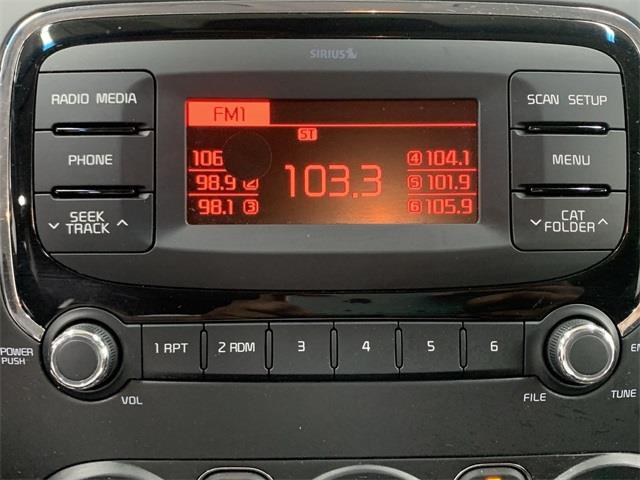 SIRIUS
RADIO MEDIA
SCAN SETUP
FM1
ST
PHONE
MENU
106
98.9 2
98.1 3
103.3
4 104.1
5 101.9
6 105.9
SEEK
TRACK
CAT
FOLDER
1 RPT
2 RDM
3
4
5
6
POWER
PUSH
VOL
FILE
TUNE